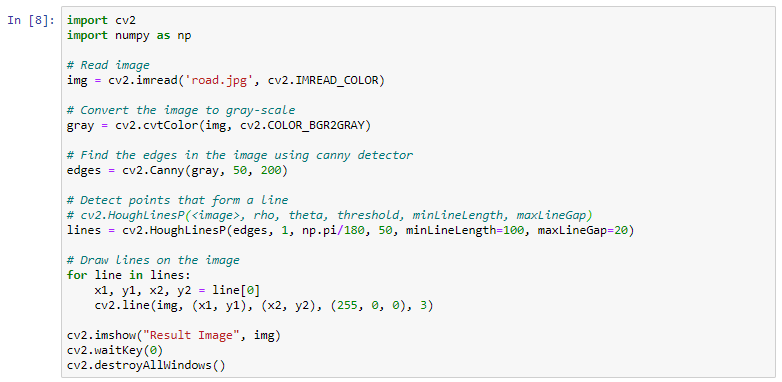 In [8]: import cv2
import numpy as np
# Read image
img = cv2.imread('road.jpg', cv2.IMREAD_COLOR)
# Convert the image to gray-scale
gray = cv2.cvtColor(img, cv2.COLOR_BGR2GRAY)
# Find the edges in the image using canny detector
edges = cv2.Canny(gray, 50, 200)
# Detect points that form a line
# cv2.HoughLinesP(<image>, rho, theta, threshold, minLineLength, maxLineGap)
lines = cv2.HoughLinesP(edges, 1, np.pi/180, 50, minLineLength=100, maxLineGap=20)
# Draw lines on the image
for line in lines:
    x1, y1, x2, y2 = line[0]
    cv2.line(img, (x1, y1), (x2, y2), (255, 0, 0), 3)
cv2.imshow("Result Image", img)
cv2.waitKey(0)
cv2.destroyAllWindows()